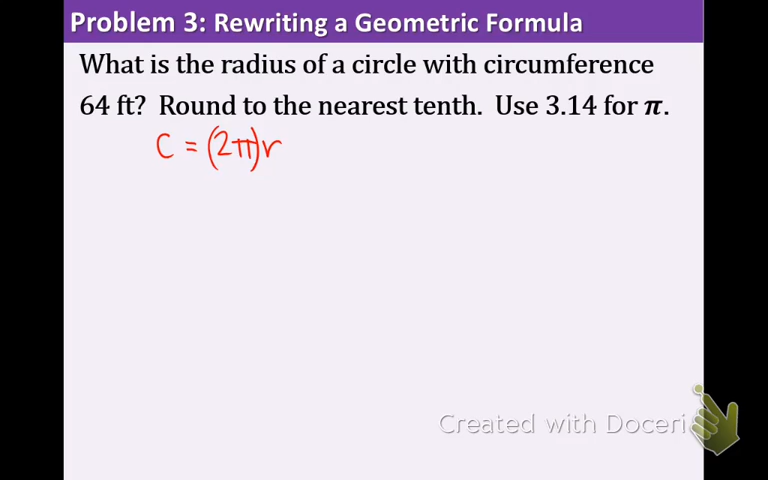 Problem 3: Rewriting a Geometric Formula
What is the radius of a circle with circumference
64 ft? Round to the nearest tenth. Use 3.14 for π.
C = (2π)r
Created with Doceri